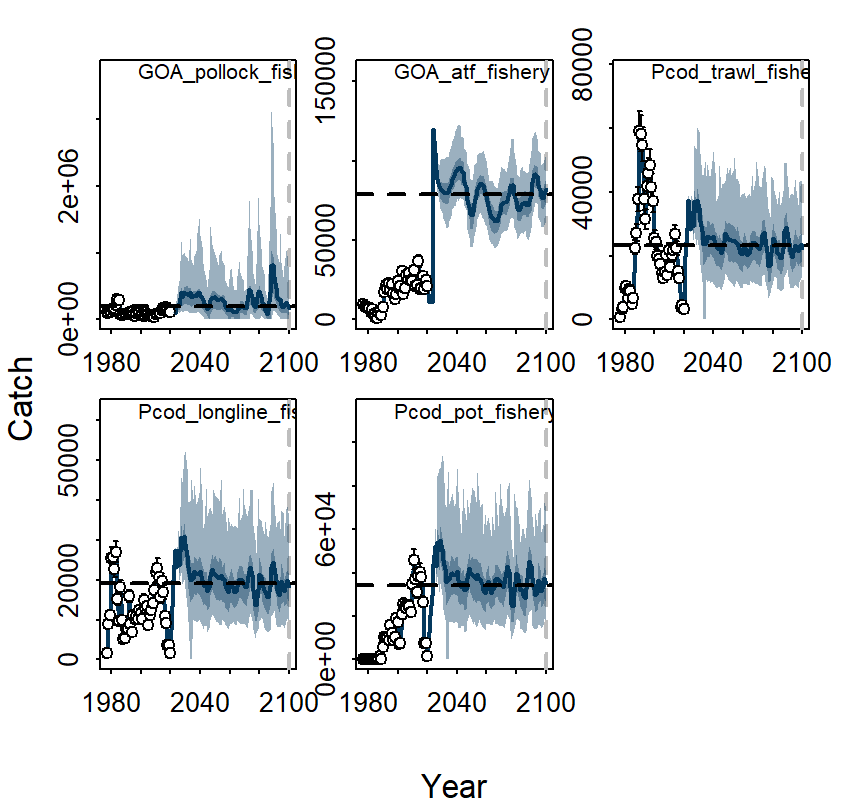 GOA_pollock_fisl
0e+00 2e+06
1980 2040 2100
GOA_atf_fishery
0 50000 150000
1980 2040 2100
Pcod_trawl_fishe
0 40000 80000
1980 2040 2100
Catch
Pcod_longline_fis
0 20000 50000
1980 2040 2100
Pcod_pot_fishery
0e+00 6e+04
1980 2040 2100
Year